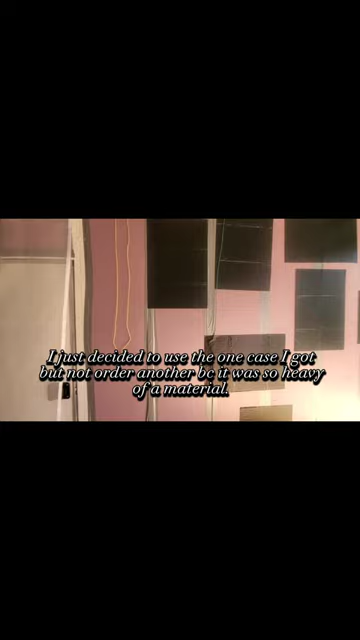 I just decided to use the one case I got
but not order another bc it was so heavy
of a material.